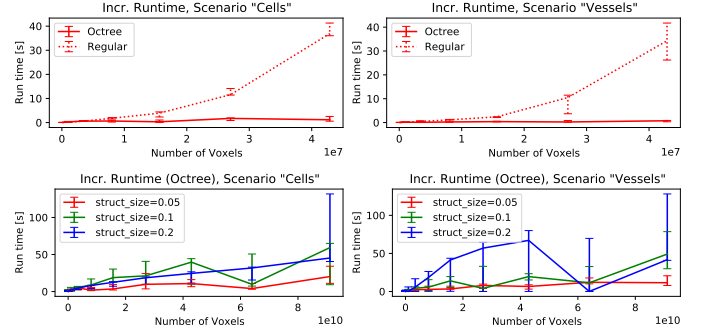 Incr. Runtime, Scenario "Cells"
Run time [s]
40
30
20
10
0
Octree
Regular
0 1 2 3 4
1e7
Number of Voxels
Incr. Runtime, Scenario "Vessels"
Run time [s]
40
30
20
10
0
Octree
Regular
0 1 2 3 4
1e7
Number of Voxels
Incr. Runtime (Octree), Scenario "Cells"
Run time [s]
100
50
0
struct_size=0.05
struct_size=0.1
struct_size=0.2
0 2 4 6 8
1e10
Number of Voxels
Incr. Runtime (Octree), Scenario "Vessels"
Run time [s]
100
50
0
struct_size=0.05
struct_size=0.1
struct_size=0.2
0 2 4 6 8
1e10
Number of Voxels